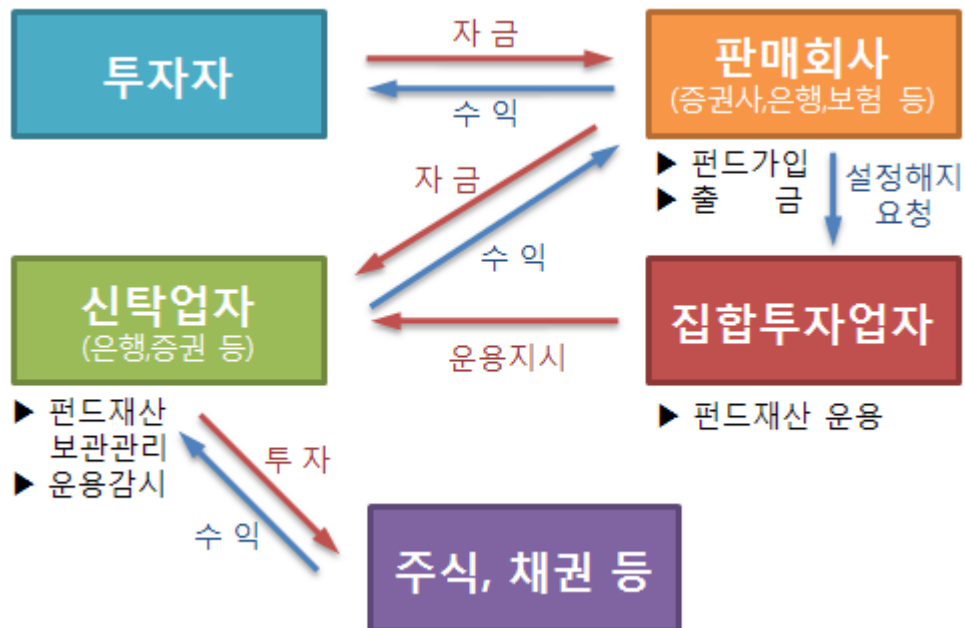 투자자
자 금
수 익
판매회사
(증권사,은행,보험 등)
▶ 펀드가입
▶ 출 금
설정해지
요청
자 금
수 익
신탁업자
(은행,증권 등)
운용지시
집합투자업자
▶ 펀드재산
보관관리
▶ 운용감시
▶ 펀드재산 운용
투 자
수 익
주식, 채권 등